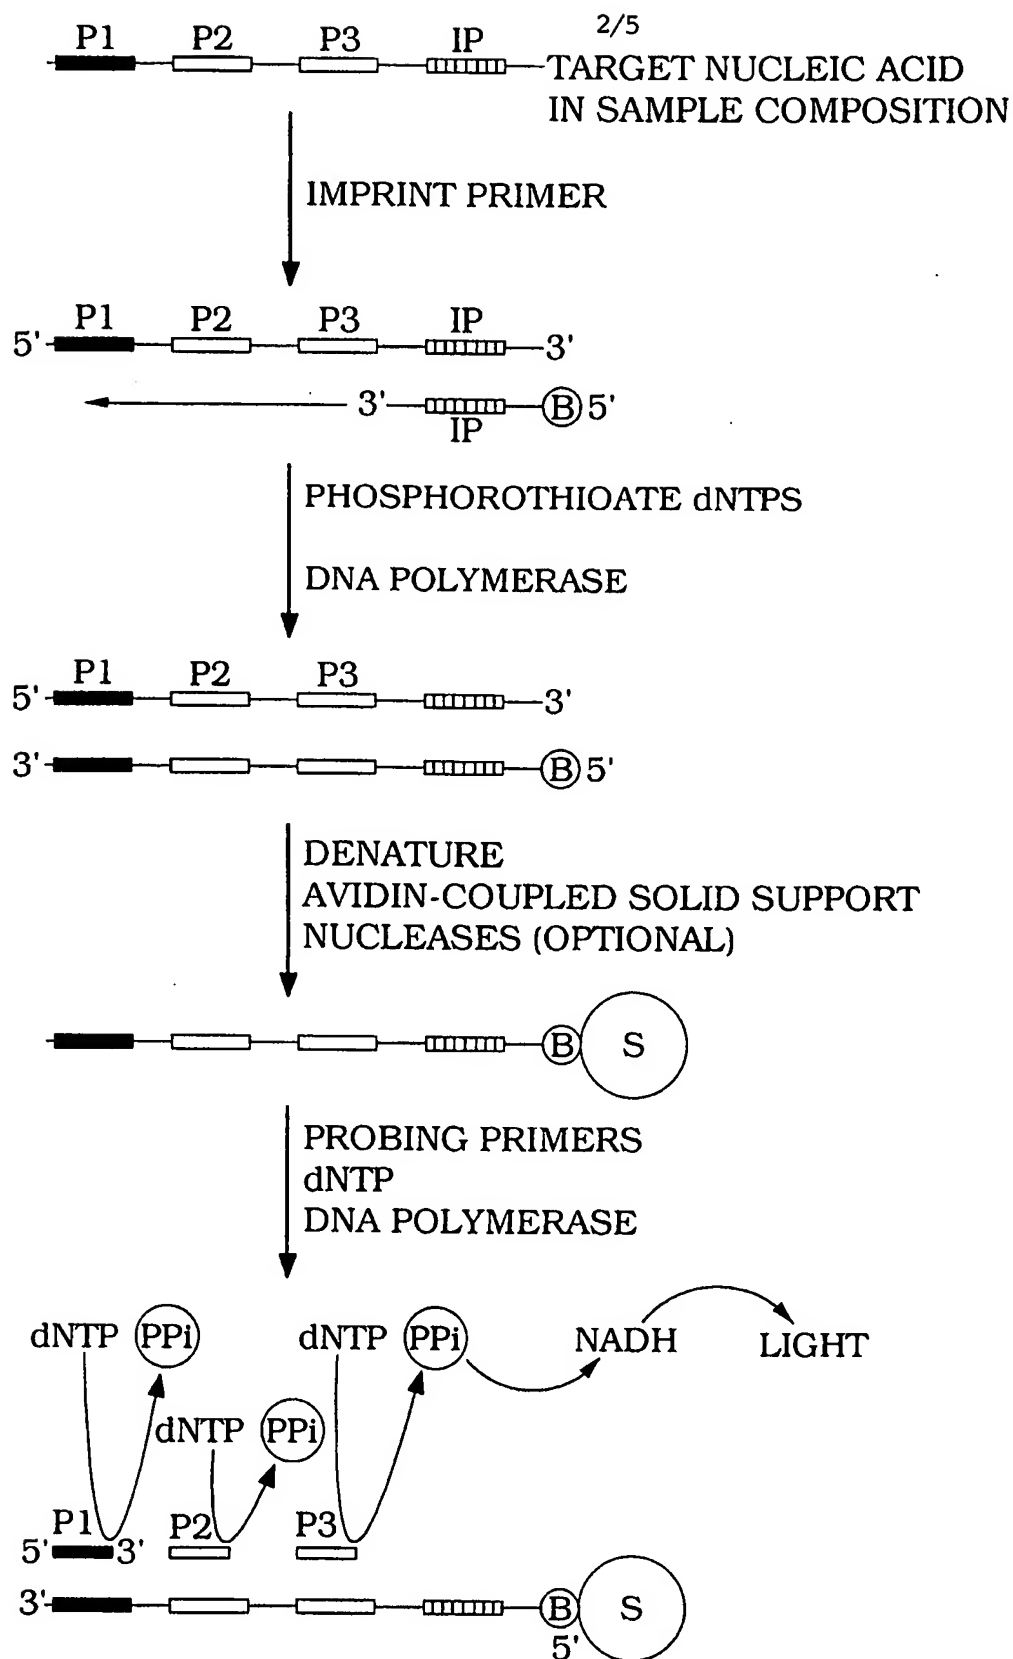 2/5
P1 P2 P3 IP
TARGET NUCLEIC ACID
IN SAMPLE COMPOSITION
IMPRINT PRIMER
P1 P2 P3 IP
5' 3'
3' B 5'
IP
PHOSPHOROTHIOATE dNTPS
DNA POLYMERASE
P1 P2 P3
5' 3'
3' B 5'
DENATURE
AVIDIN-COUPLED SOLID SUPPORT
NUCLEASES (OPTIONAL)
B S
PROBING PRIMERS
dNTP
DNA POLYMERASE
dNTP PPi dNTP PPi NADH LIGHT
dNTP PPi
P1 P2 P3
5' 3'
3' B S
5'